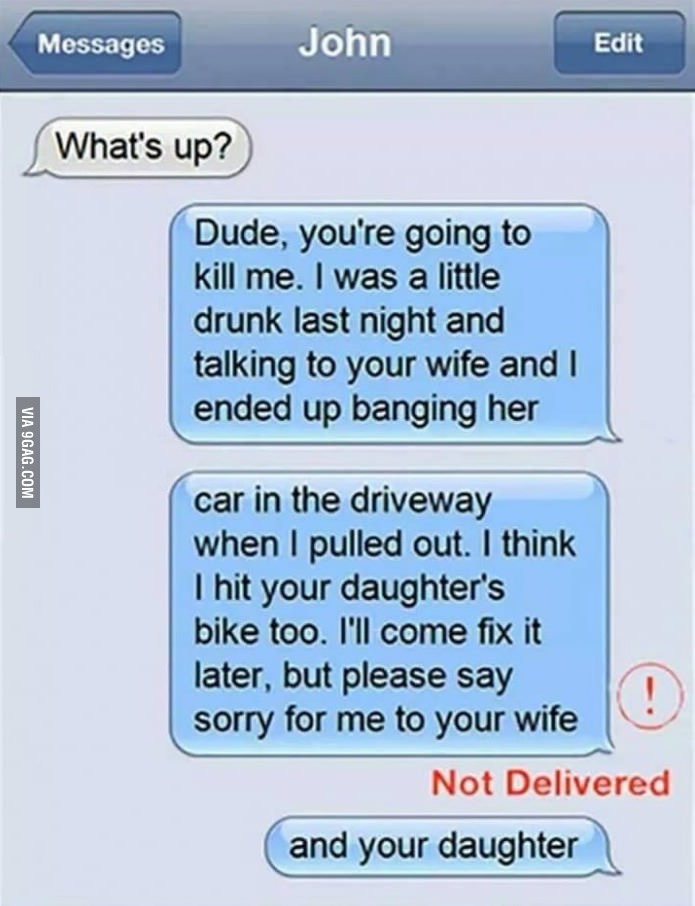 Messages John Edit
What's up?
Dude, you're going to
kill me. I was a little
drunk last night and
talking to your wife and I
ended up banging her
VIA 9GAG.COM
car in the driveway
when I pulled out. I think
I hit your daughter's
bike too. I'll come fix it
later, but please say
sorry for me to your wife
!
Not Delivered
and your daughter